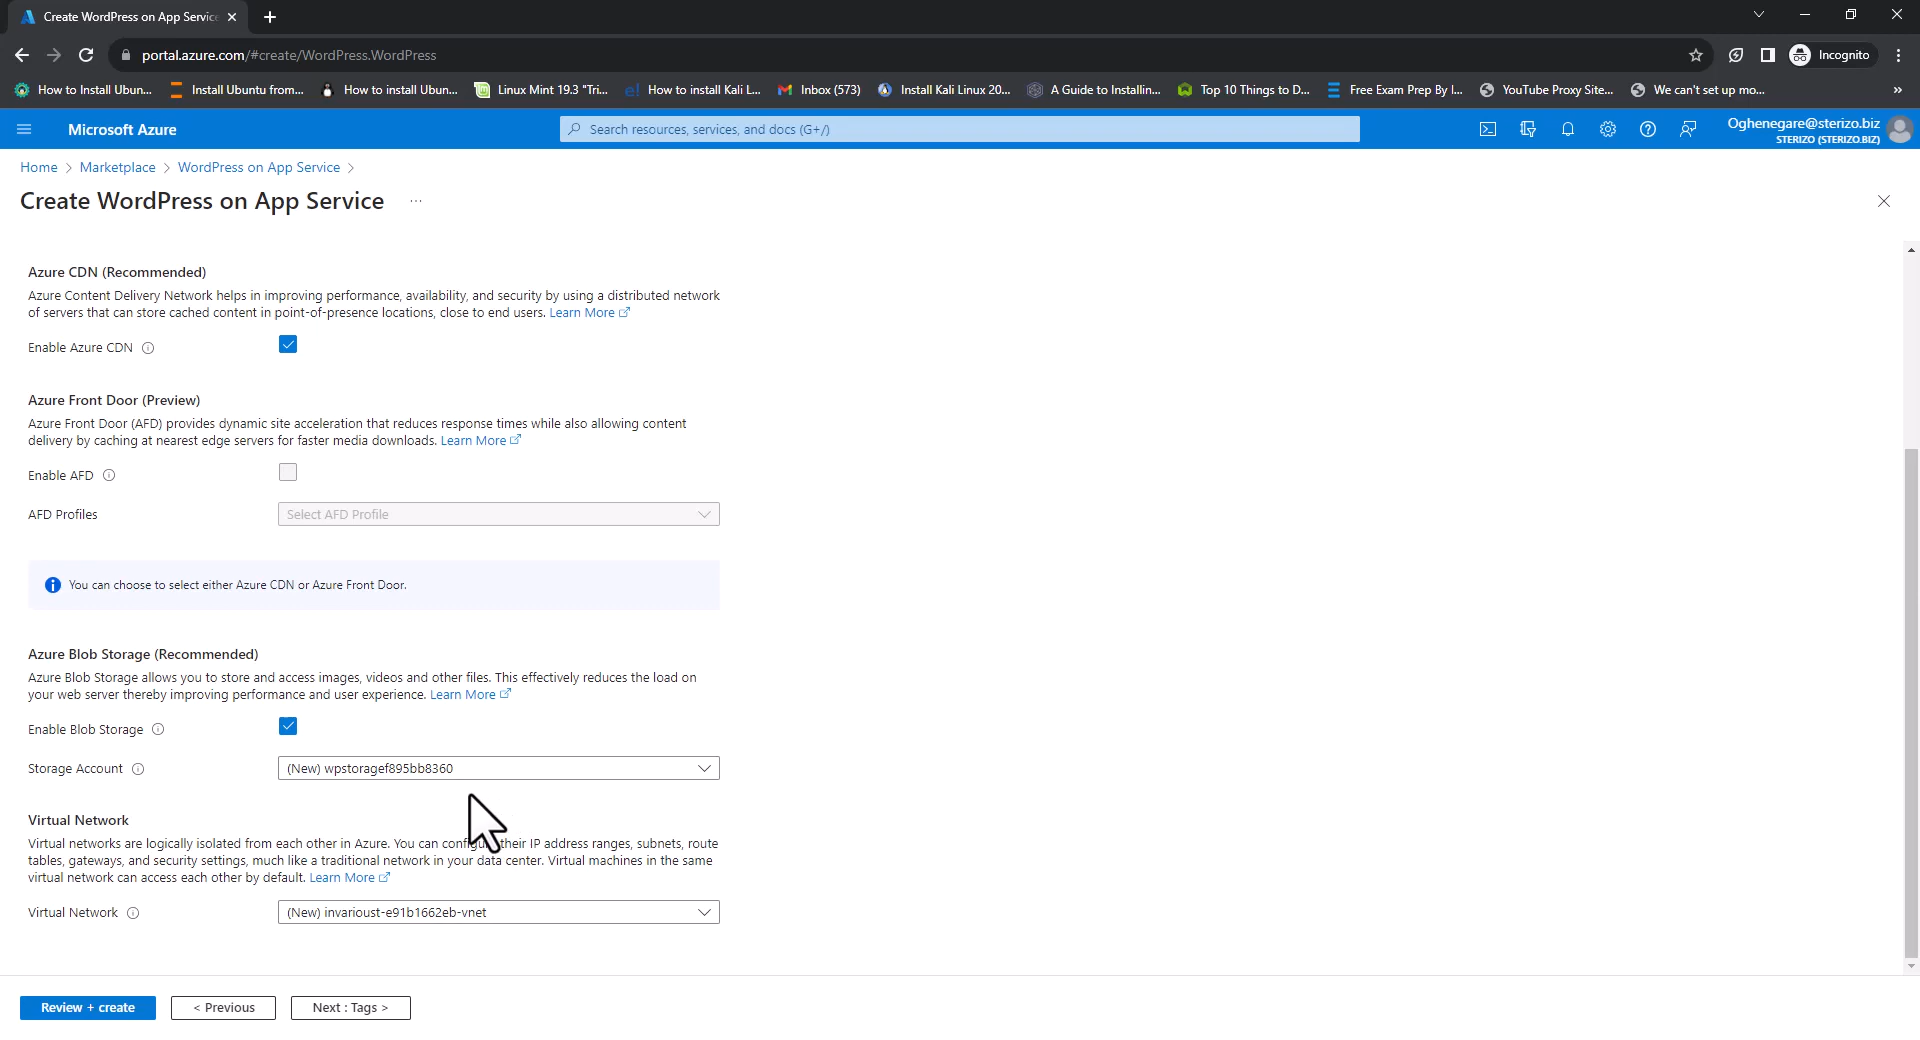 Create WordPress on App Service
portal.azure.com/#create/WordPress.WordPress
Incognito
How to Install Ubun...
Install Ubuntu from...
How to install Ubun...
Linux Mint 19.3 "Tri...
How to install Kali L...
Inbox (573)
Install Kali Linux 20...
A Guide to Installin...
Top 10 Things to D...
Free Exam Prep By I...
YouTube Proxy Site...
We can't set up mo...
Microsoft Azure
Search resources, services, and docs (G+/)
Oghenegare@sterizo.biz
STERIZO (STERIZO.BIZ)
Home > Marketplace > WordPress on App Service >
Create WordPress on App Service ...
Azure CDN (Recommended)
Azure Content Delivery Network helps in improving performance, availability, and security by using a distributed network
of servers that can store cached content in point-of-presence locations, close to end users. Learn More
Enable Azure CDN
Azure Front Door (Preview)
Azure Front Door (AFD) provides dynamic site acceleration that reduces response times while also allowing content
delivery by caching at nearest edge servers for faster media downloads. Learn More
Enable AFD
AFD Profiles
Select AFD Profile
You can choose to select either Azure CDN or Azure Front Door.
Azure Blob Storage (Recommended)
Azure Blob Storage allows you to store and access images, videos and other files. This effectively reduces the load on
your web server thereby improving performance and user experience. Learn More
Enable Blob Storage
Storage Account
(New) wpstoragef895bb8360
Virtual Network
Virtual networks are logically isolated from each other in Azure. You can configure their IP address ranges, subnets, route
tables, gateways, and security settings, much like a traditional network in your data center. Virtual machines in the same
virtual network can access each other by default. Learn More
Virtual Network
(New) invarioust-e91b1662eb-vnet
Review + create
< Previous
Next : Tags >